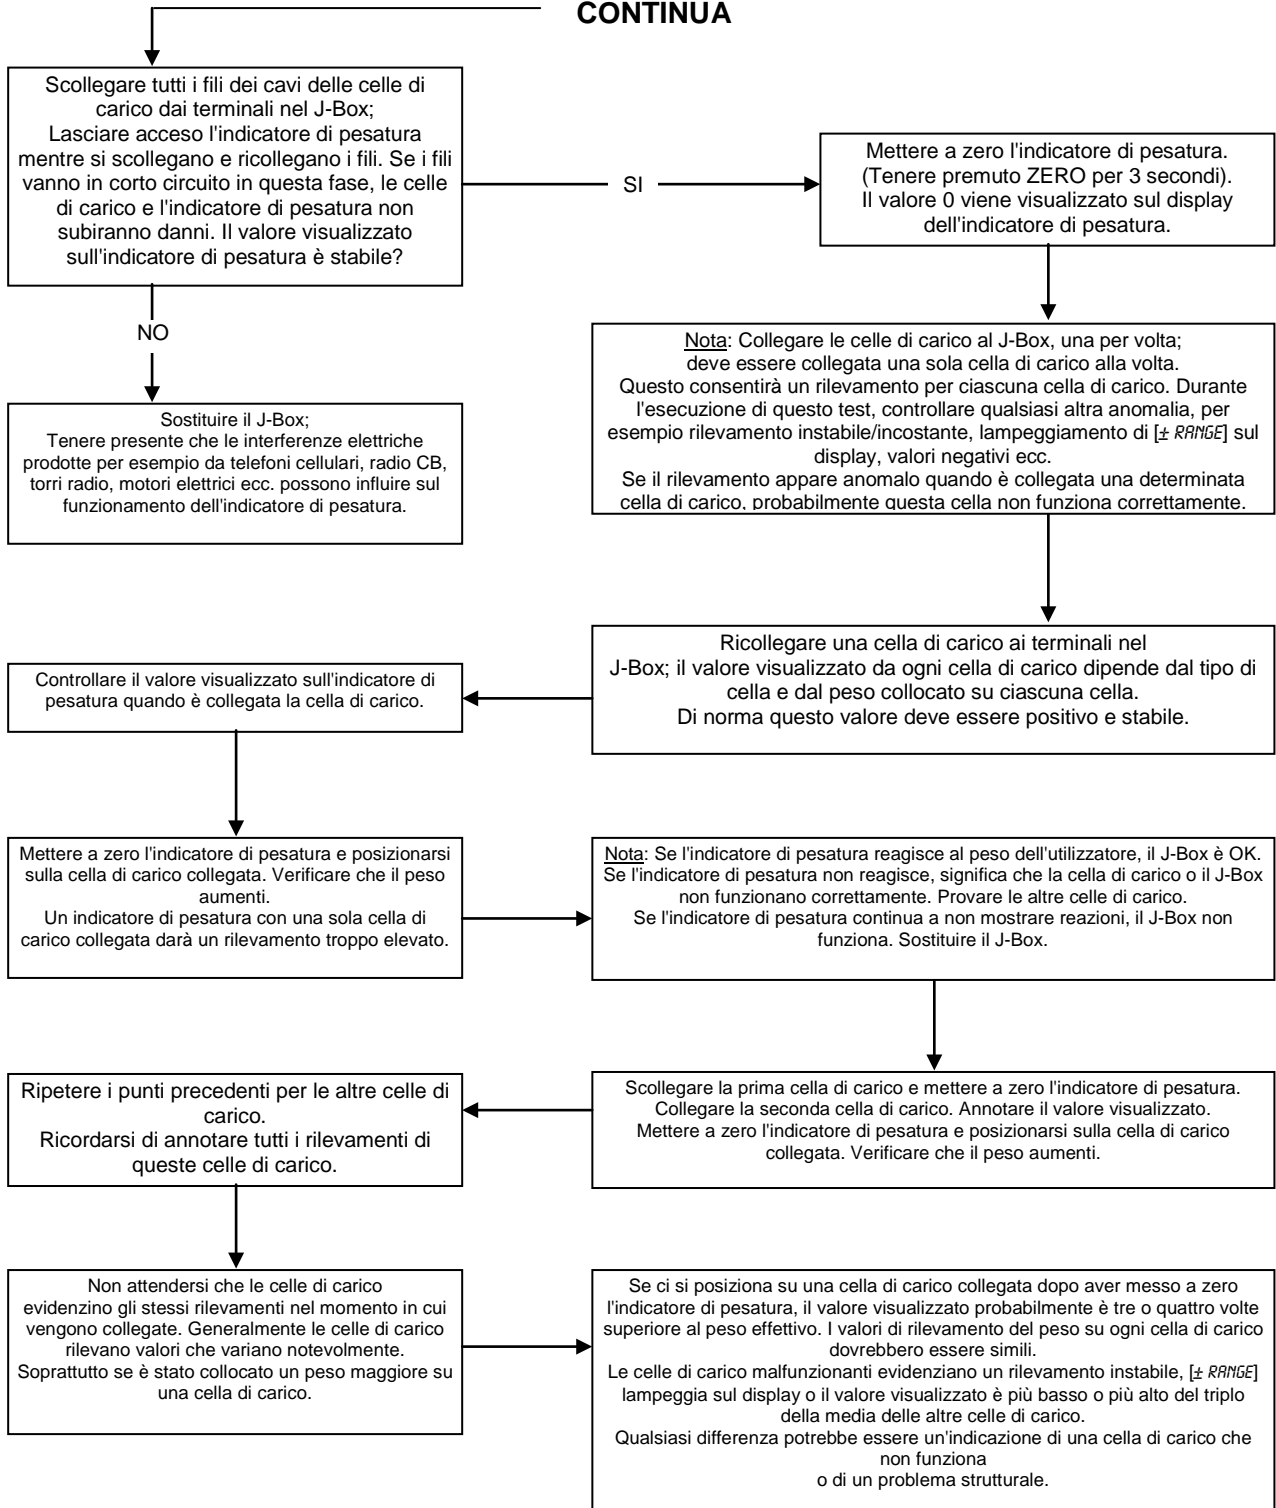 CONTINUA
Scollegare tutti i fili dei cavi delle celle di
carico dai terminali nel J-Box;
Lasciare acceso l'indicatore di pesatura
mentre si scollegano e ricollegano i fili. Se i fili
vanno in corto circuito in questa fase, le celle
di carico e l'indicatore di pesatura non
subiranno danni. Il valore visualizzato
sull'indicatore di pesatura è stabile?
SI
Mettere a zero l'indicatore di pesatura.
(Tenere premuto ZERO per 3 secondi).
Il valore 0 viene visualizzato sul display
dell'indicatore di pesatura.
NO
Sostituire il J-Box;
Tenere presente che le interferenze elettriche
prodotte per esempio da telefoni cellulari, radio CB,
torri radio, motori elettrici ecc. possono influire sul
funzionamento dell'indicatore di pesatura.
Nota: Collegare le celle di carico al J-Box, una per volta;
deve essere collegata una sola cella di carico alla volta.
Questo consentirà un rilevamento per ciascuna cella di carico. Durante
l'esecuzione di questo test, controllare qualsiasi altra anomalia, per
esempio rilevamento instabile/incostante, lampeggiamento di [± RANGE] sul
display, valori negativi ecc.
Se il rilevamento appare anomalo quando è collegata una determinata
cella di carico, probabilmente questa cella non funziona correttamente.
Ricollegare una cella di carico ai terminali nel
J-Box; il valore visualizzato da ogni cella di carico dipende dal tipo di
cella e dal peso collocato su ciascuna cella.
Di norma questo valore deve essere positivo e stabile.
Controllare il valore visualizzato sull'indicatore di
pesatura quando è collegata la cella di carico.
Mettere a zero l'indicatore di pesatura e posizionarsi
sulla cella di carico collegata. Verificare che il peso
aumenti.
Un indicatore di pesatura con una sola cella di
carico collegata darà un rilevamento troppo elevato.
Nota: Se l'indicatore di pesatura reagisce al peso dell'utilizzatore, il J-Box è OK.
Se l'indicatore di pesatura non reagisce, significa che la cella di carico o il J-Box
non funzionano correttamente. Provare le altre celle di carico.
Se l'indicatore di pesatura continua a non mostrare reazioni, il J-Box non
funziona. Sostituire il J-Box.
Scollegare la prima cella di carico e mettere a zero l'indicatore di pesatura.
Collegare la seconda cella di carico. Annotare il valore visualizzato.
Mettere a zero l'indicatore di pesatura e posizionarsi sulla cella di carico
collegata. Verificare che il peso aumenti.
Ripetere i punti precedenti per le altre celle di
carico.
Ricordarsi di annotare tutti i rilevamenti di
queste celle di carico.
Non attendersi che le celle di carico
evidenzino gli stessi rilevamenti nel momento in cui
vengono collegate. Generalmente le celle di carico
rilevano valori che variano notevolmente.
Soprattutto se è stato collocato un peso maggiore su
una cella di carico.
Se ci si posiziona su una cella di carico collegata dopo aver messo a zero
l'indicatore di pesatura, il valore visualizzato probabilmente è tre o quattro volte
superiore al peso effettivo. I valori di rilevamento del peso su ogni cella di carico
dovrebbero essere simili.
Le celle di carico malfunzionanti evidenziano un rilevamento instabile, [± RANGE]
lampeggia sul display o il valore visualizzato è più basso o più alto del triplo
della media delle altre celle di carico.
Qualsiasi differenza potrebbe essere un'indicazione di una cella di carico che
non funziona
o di un problema strutturale.